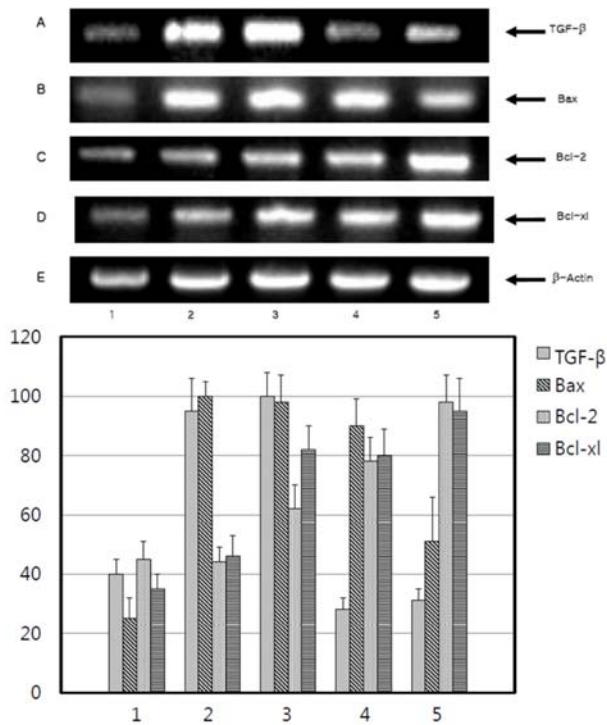 A TGF-β
B Bax
C Bcl-2
D Bcl-xl
E β-Actin
1 2 3 4 5
120
100
80
60
40
20
0
1 2 3 4 5
TGF-β
Bax
Bcl-2
Bcl-xl